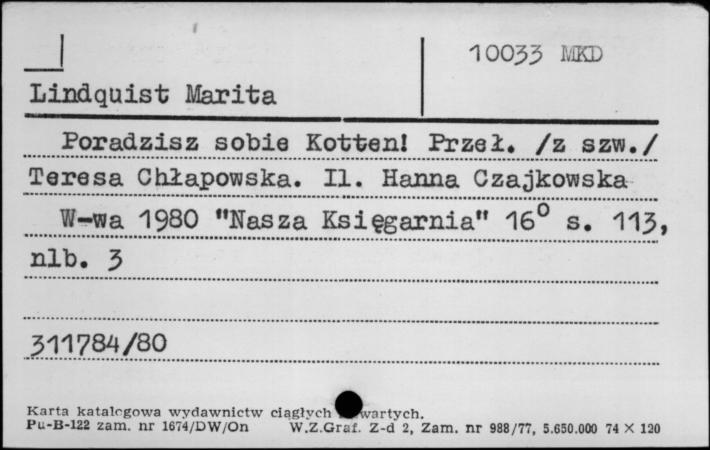 10033 MKD
Lindquist Marita
Poradzisz sobie Kotten! Przeł. /z szw./
Teresa Chłapowska. Il. Hanna Czajkowska
W-wa 1980 "Nasza Księgarnia" 16° s. 113,
nlb. 3
311784/80
Karta katalogowa wydawnictw ciągłych wartych.
Pu-B-122 zam. nr 1674/DW/On W.Z.Graf. Z-d 2, Zam. nr 988/77, 5.650.000 74 X 120